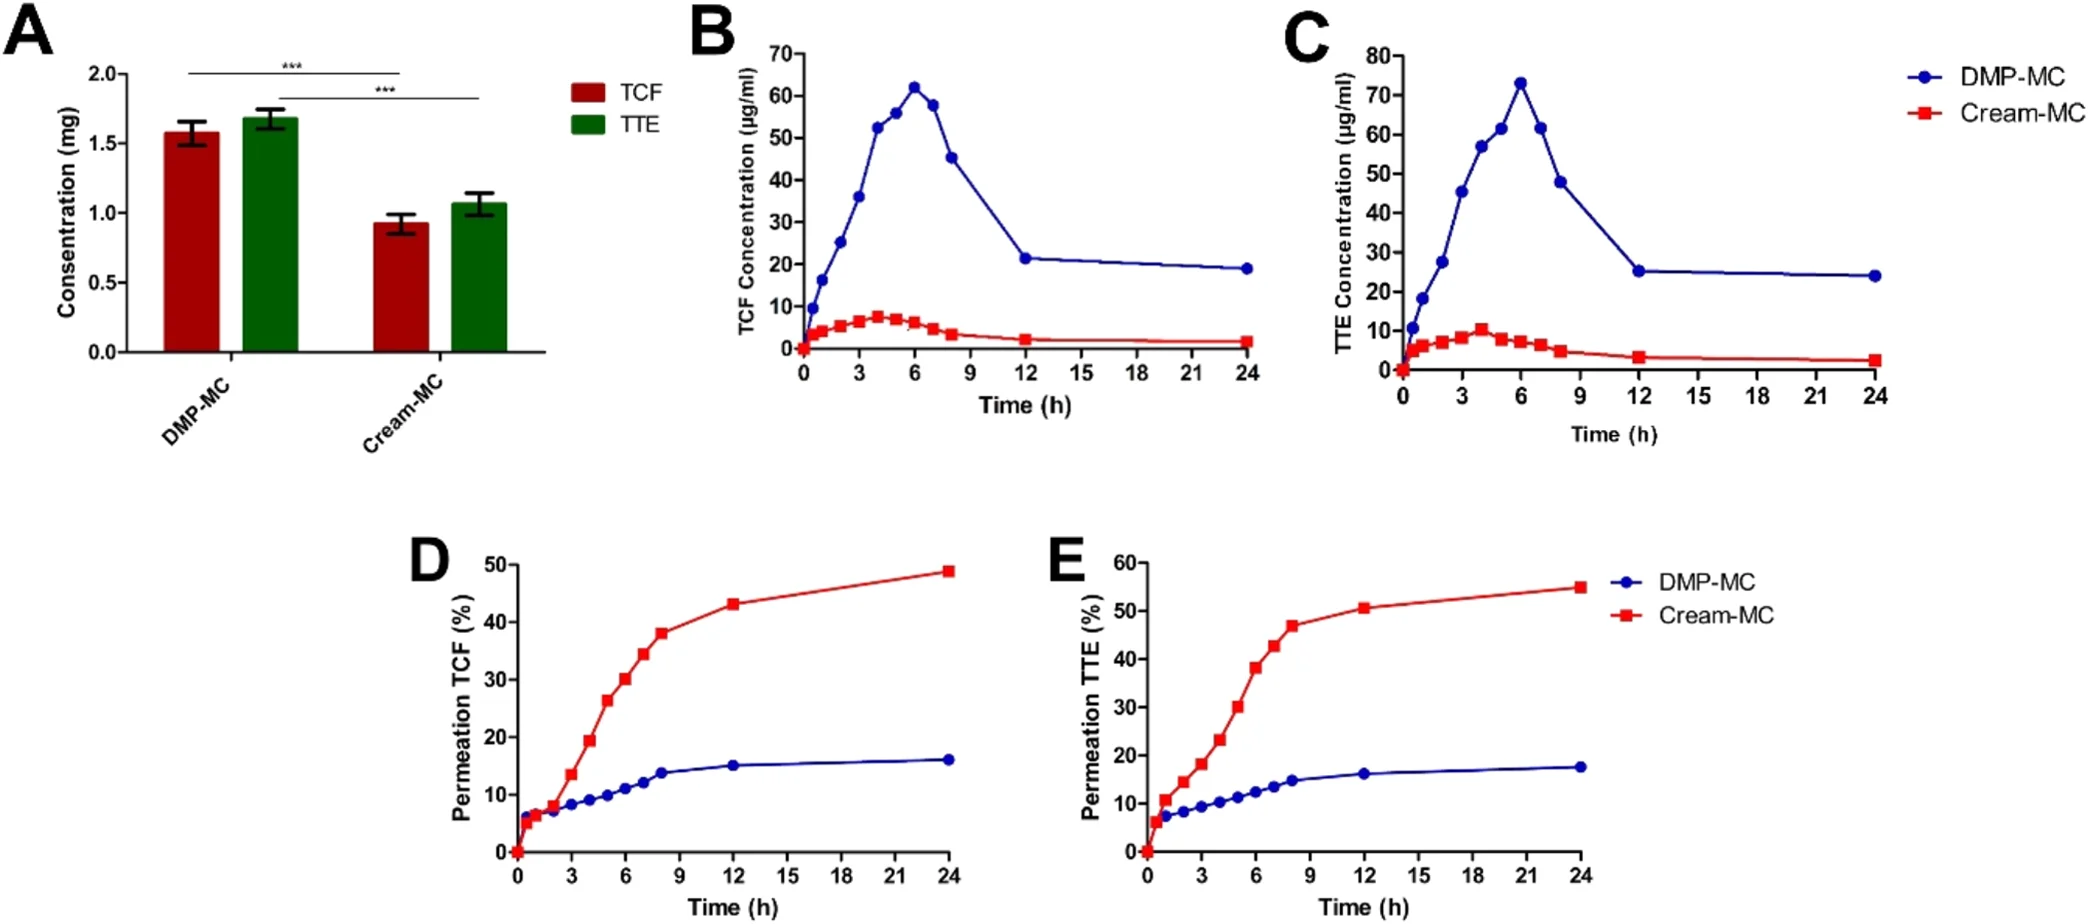 A
Consentration (mg)
2.0
1.5
1.0
0.5
0.0
***
***
DMP-MC
Cream-MC
TCF
TTE
B
TCF Concentration (µg/ml)
70
60
50
40
30
20
10
0
0 3 6 9 12 15 18 21 24
Time (h)
C
TTE Concentration (µg/ml)
80
70
60
50
40
30
20
10
0
0 3 6 9 12 15 18 21 24
Time (h)
DMP-MC
Cream-MC
D
Permeation TCF (%)
50
40
30
20
10
0
0 3 6 9 12 15 18 21 24
Time (h)
E
Permeation TTE (%)
60
50
40
30
20
10
0
0 3 6 9 12 15 18 21 24
Time (h)
DMP-MC
Cream-MC